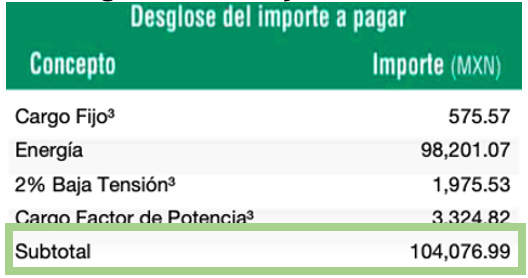 Desglose del importe a pagar
Concepto Importe (MXN)
Cargo Fijo³ 575.57
Energía 98,201.07
2% Baja Tensión³ 1,975.53
Cargo Factor de Potencia³ 3,324.82
Subtotal 104,076.99